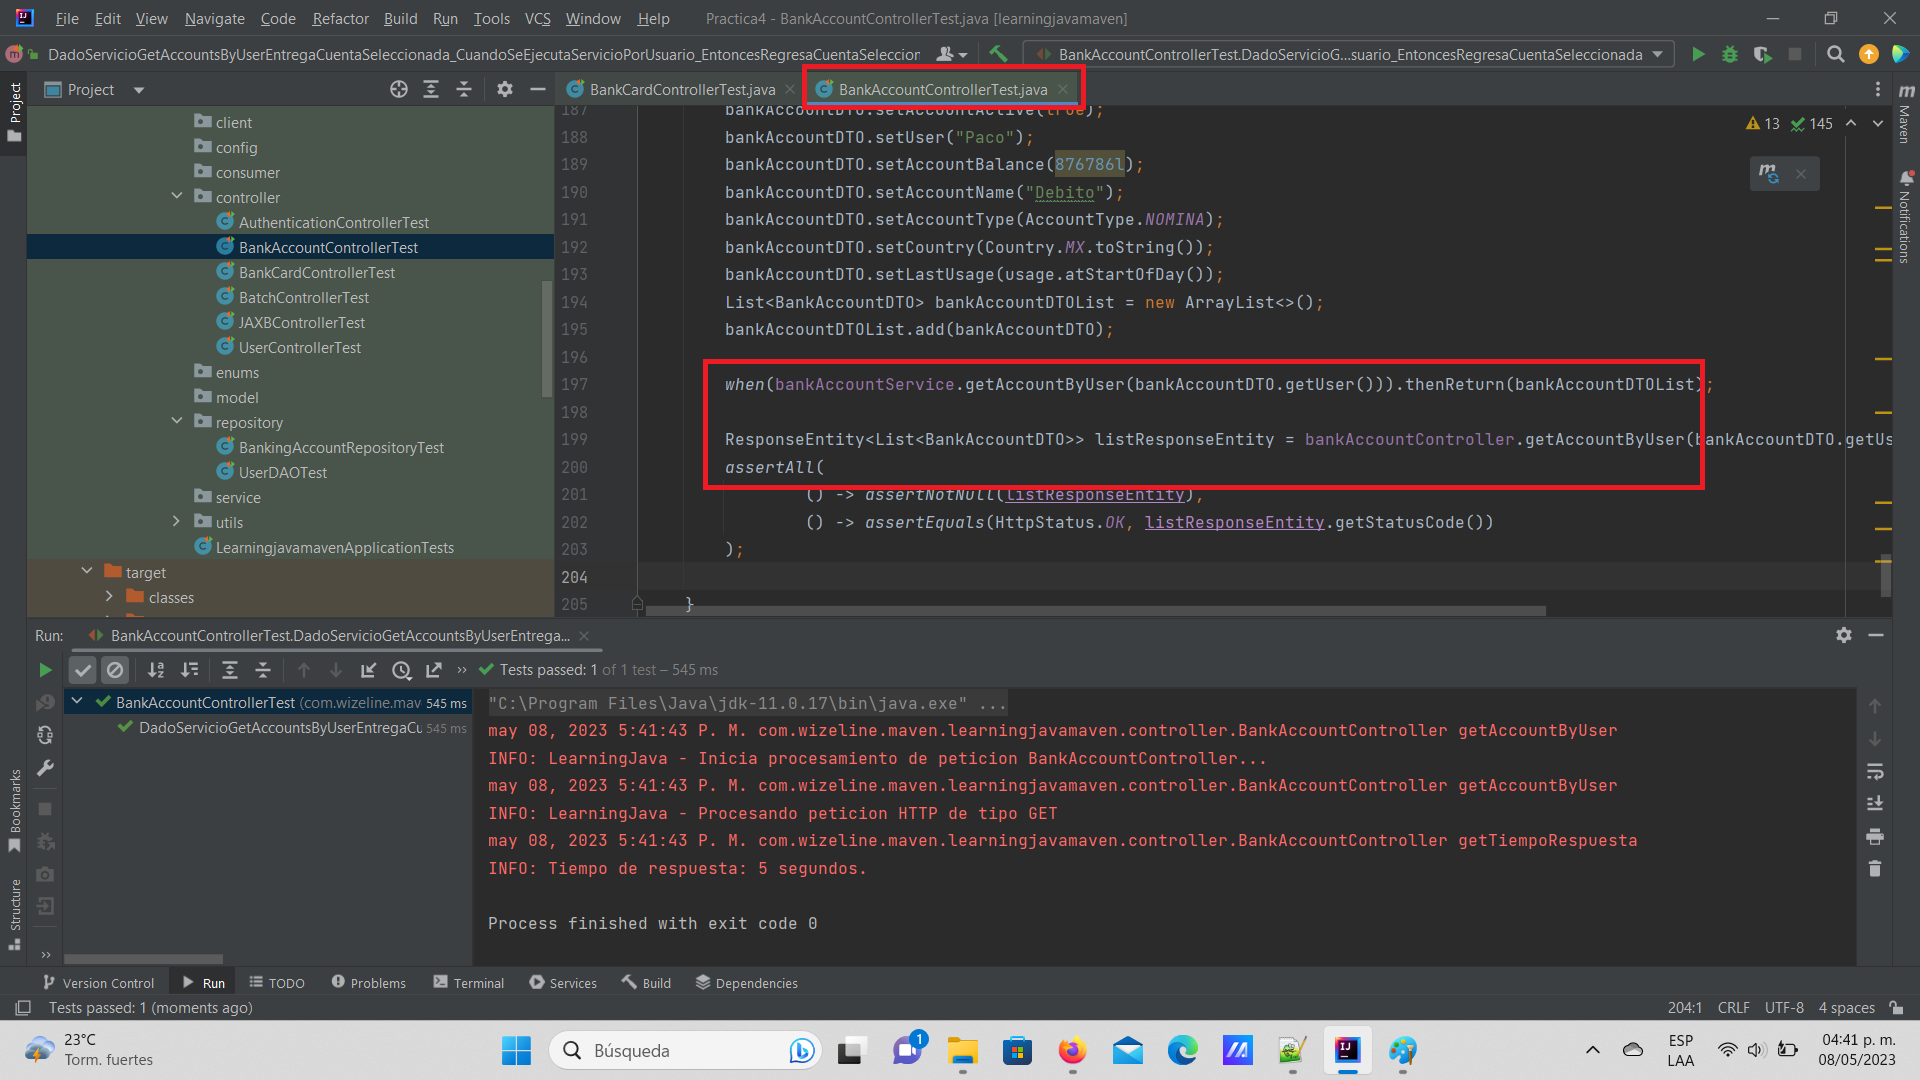 File Edit View Navigate Code Refactor Build Run Tools VCS Window Help Practica4 - BankAccountControllerTest.java [learningjavamaven]
DadoServicioGetAccountsByUserEntregaCuentaSeleccionada_CuandoSeEjecutaServicioPorUsuario_EntoncesRegresaCuentaSeleccion
BankAccountControllerTest.DadoServicioG...suario_EntoncesRegresaCuentaSeleccionada
Project
BankCardControllerTest.java
BankAccountControllerTest.java
Project
Maven
Notifications
Bookmarks
Structure
client
config
consumer
controller
AuthenticationControllerTest
BankAccountControllerTest
BankCardControllerTest
BatchControllerTest
JAXBControllerTest
UserControllerTest
enums
model
repository
BankingAccountRepositoryTest
UserDAOTest
service
utils
LearningjavamavenApplicationTests
target
classes
13 145
187 bankAccountDTO.setAccountActive(true);
188 bankAccountDTO.setUser("Paco");
189 bankAccountDTO.setAccountBalance(876786l);
190 bankAccountDTO.setAccountName("Debito");
191 bankAccountDTO.setAccountType(AccountType.NOMINA);
192 bankAccountDTO.setCountry(Country.MX.toString());
193 bankAccountDTO.setLastUsage(usage.atStartOfDay());
194 List<BankAccountDTO> bankAccountDTOList = new ArrayList<>();
195 bankAccountDTOList.add(bankAccountDTO);
196
197 when(bankAccountService.getAccountByUser(bankAccountDTO.getUser())).thenReturn(bankAccountDTOList);
198
199 ResponseEntity<List<BankAccountDTO>> listResponseEntity = bankAccountController.getAccountByUser(bankAccountDTO.getUs
200 assertAll(
201 () -> assertNotNull(listResponseEntity),
202 () -> assertEquals(HttpStatus.OK, listResponseEntity.getStatusCode())
203 );
204
205 }
Run: BankAccountControllerTest.DadoServicioGetAccountsByUserEntrega...
Tests passed: 1 of 1 test – 545 ms
BankAccountControllerTest (com.wizeline.mav 545 ms
DadoServicioGetAccountsByUserEntregaCu 545 ms
"C:\Program Files\Java\jdk-11.0.17\bin\java.exe" ...
may 08, 2023 5:41:43 P. M. com.wizeline.maven.learningjavamaven.controller.BankAccountController getAccountByUser
INFO: LearningJava - Inicia procesamiento de peticion BankAccountController...
may 08, 2023 5:41:43 P. M. com.wizeline.maven.learningjavamaven.controller.BankAccountController getAccountByUser
INFO: LearningJava - Procesando peticion HTTP de tipo GET
may 08, 2023 5:41:43 P. M. com.wizeline.maven.learningjavamaven.controller.BankAccountController getTiempoRespuesta
INFO: Tiempo de respuesta: 5 segundos.
Process finished with exit code 0
Version Control Run TODO Problems Terminal Services Build Dependencies
Tests passed: 1 (moments ago)
204:1 CRLF UTF-8 4 spaces
23°C
Torm. fuertes
Búsqueda
1
ESP
LAA
04:41 p. m.
08/05/2023